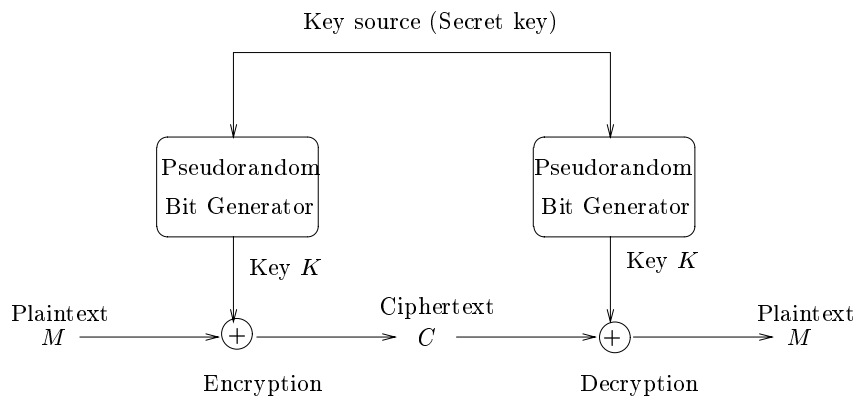 Key source (Secret key)
Pseudorandom
Bit Generator
Pseudorandom
Bit Generator
Key K
Key K
Plaintext
M
+
Ciphertext
C
+
Plaintext
M
Encryption
Decryption